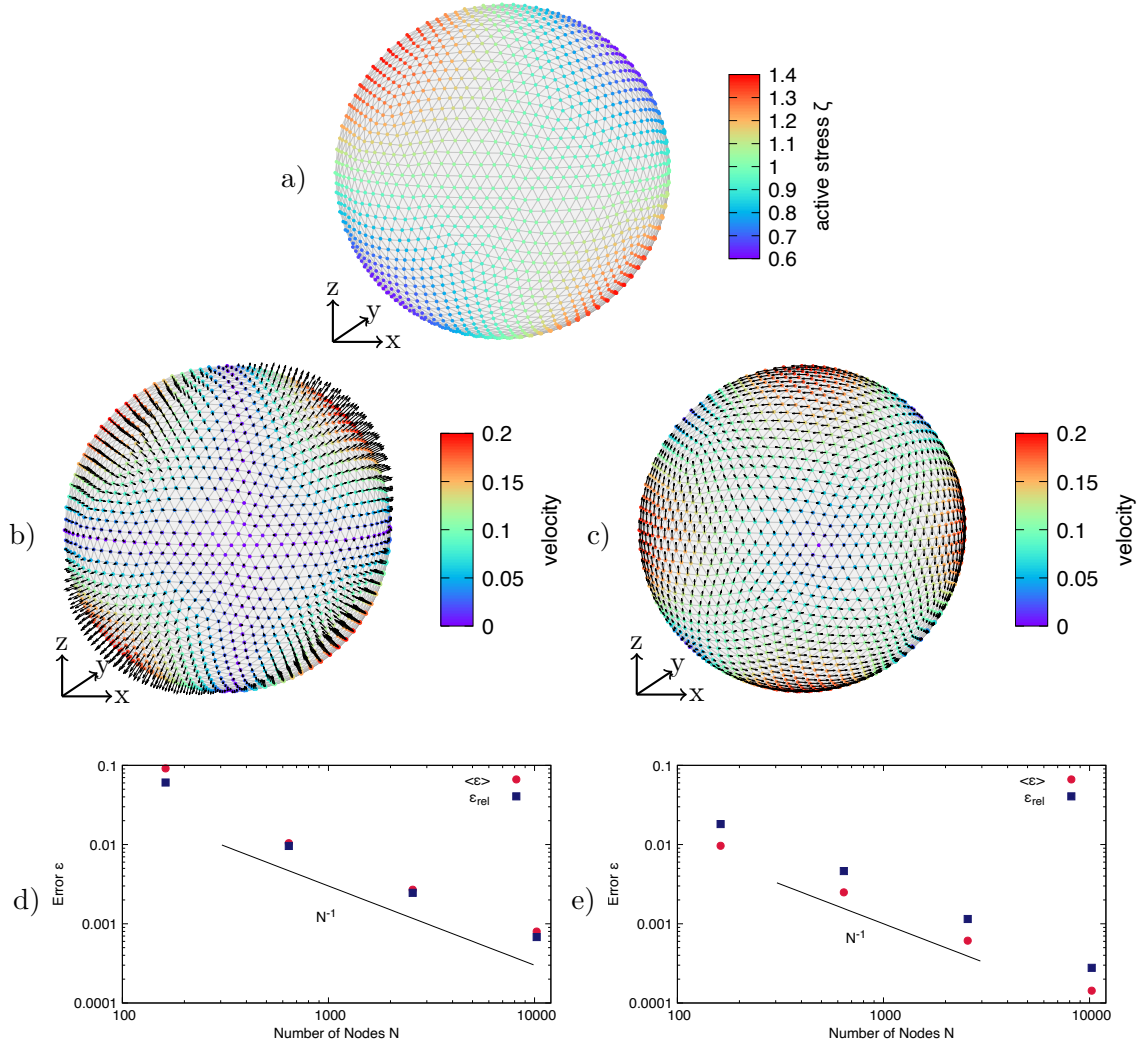 a)
1.4
1.3
1.2
1.1
1
0.9
0.8
0.7
0.6
active stress ζ
z
y
x
b)
0.2
0.15
0.1
0.05
0
velocity
z
y
x
c)
0.2
0.15
0.1
0.05
0
velocity
z
y
x
d)
Error ε
0.1
0.01
0.001
0.0001
<ε>
ε_rel
N^-1
100
1000
10000
Number of Nodes N
e)
Error ε
0.1
0.01
0.001
0.0001
<ε>
ε_rel
N^-1
100
1000
10000
Number of Nodes N